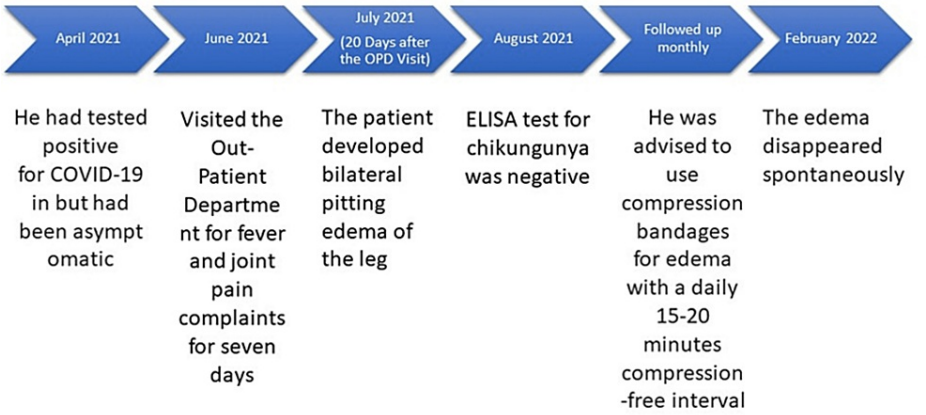 April 2021
June 2021
July 2021
(20 Days after
the OPD Visit)
August 2021
Followed up
monthly
February 2022
He had tested
positive
for COVID-19
in but had
been asympt
omatic
Visited the
Out-
Patient
Departme
nt for fever
and joint
pain
complaints
for seven
days
The patient
developed
bilateral
pitting
edema of
the leg
ELISA test for
chikungunya
was negative
He was
advised to
use
compression
bandages
for edema
with a daily
15-20
minutes
compression
-free interval
The edema
disappeared
spontaneously